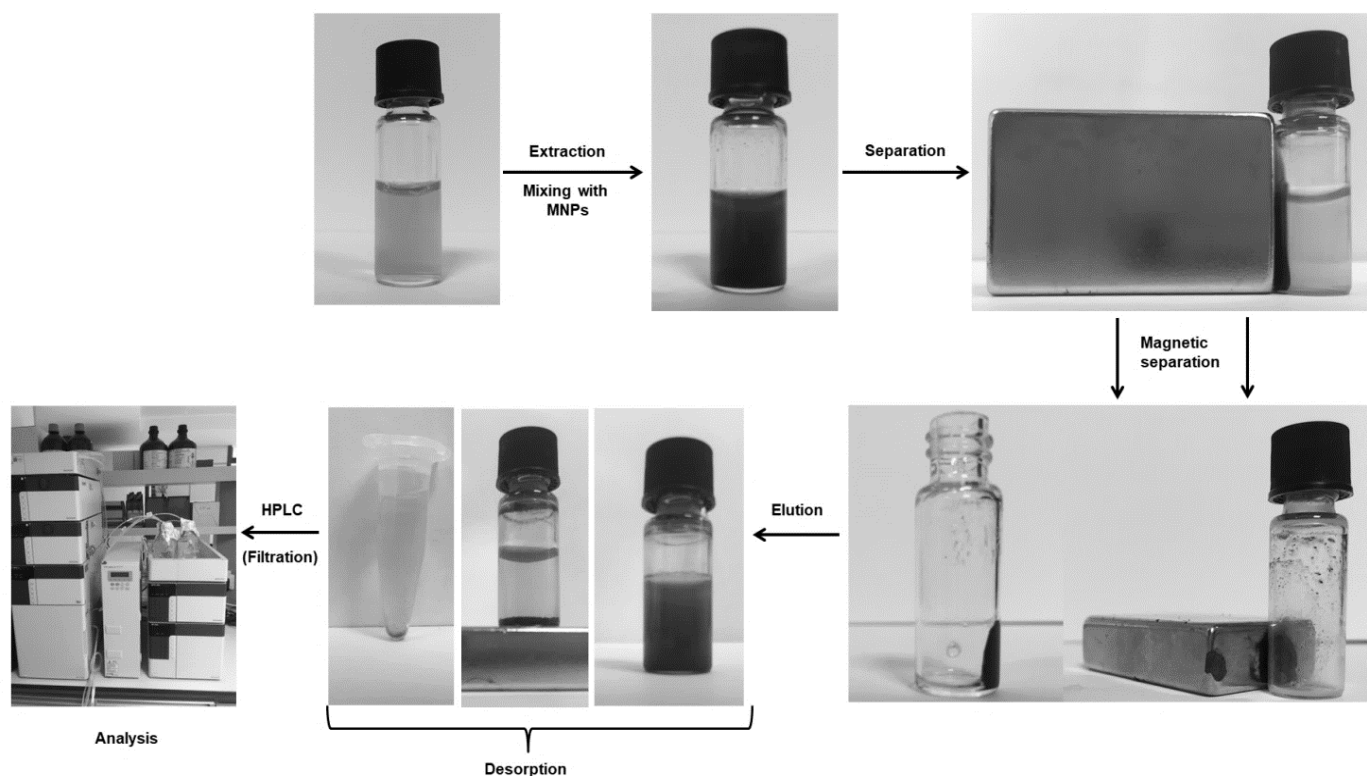 Extraction
Mixing with
MNPs
Separation
Magnetic
separation
Elution
HPLC
(Filtration)
Desorption
Analysis